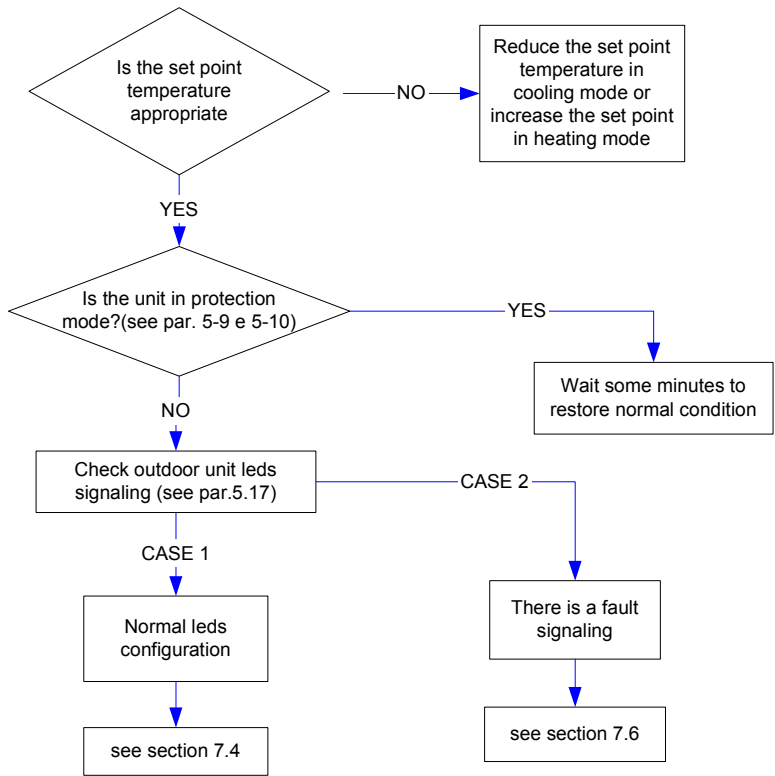 Is the set point
temperature
appropriate
NO
Reduce the set point
temperature in
cooling mode or
increase the set point
in heating mode
YES
Is the unit in protection
mode?(see par. 5-9 e 5-10)
YES
Wait some minutes to
restore normal condition
NO
Check outdoor unit leds
signaling (see par.5.17)
CASE 2
CASE 1
Normal leds
configuration
There is a fault
signaling
see section 7.4
see section 7.6